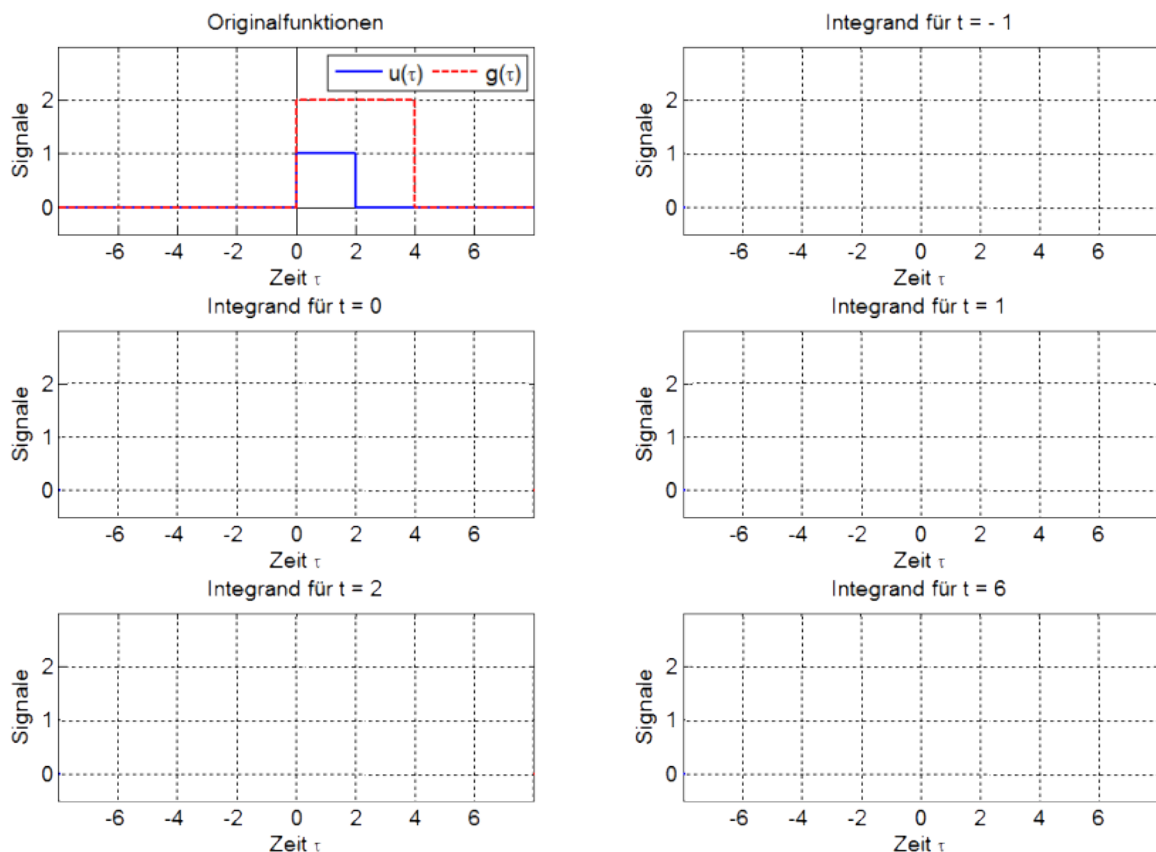 Originalfunktionen
u(τ) g(τ)
Signale
2
1
0
-6 -4 -2 0 2 4 6
Zeit τ
Integrand für t = - 1
Signale
2
1
0
-6 -4 -2 0 2 4 6
Zeit τ
Integrand für t = 0
Signale
2
1
0
-6 -4 -2 0 2 4 6
Zeit τ
Integrand für t = 1
Signale
2
1
0
-6 -4 -2 0 2 4 6
Zeit τ
Integrand für t = 2
Signale
2
1
0
-6 -4 -2 0 2 4 6
Zeit τ
Integrand für t = 6
Signale
2
1
0
-6 -4 -2 0 2 4 6
Zeit τ